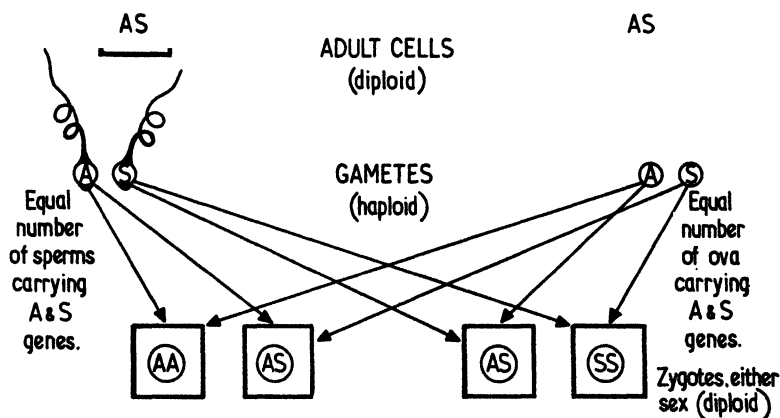 AS
AS
ADULT CELLS
(diploid)
A
S
GAMETES
(haploid)
A
S
Equal
number
of sperms
carrying
A & S
genes.
Equal
number
of ova
carrying
A & S
genes.
AA
AS
AS
SS
Zygotes, either
sex (diploid)